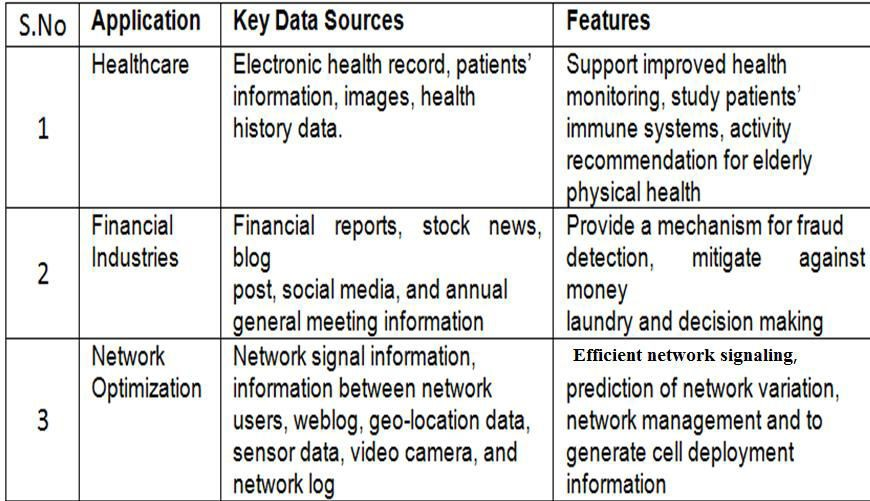 S.No Application Key Data Sources Features
1
Healthcare
Electronic health record, patients'
information, images, health
history data.
Support improved health
monitoring, study patients'
immune systems, activity
recommendation for elderly
physical health
2
Financial
Industries
Financial reports, stock news,
blog
post, social media, and annual
general meeting information
Provide a mechanism for fraud
detection, mitigate against
money
laundry and decision making
3
Network
Optimization
Network signal information,
information between network
users, weblog, geo-location data,
sensor data, video camera, and
network log
Efficient network signaling,
prediction of network variation,
network management and to
generate cell deployment
information